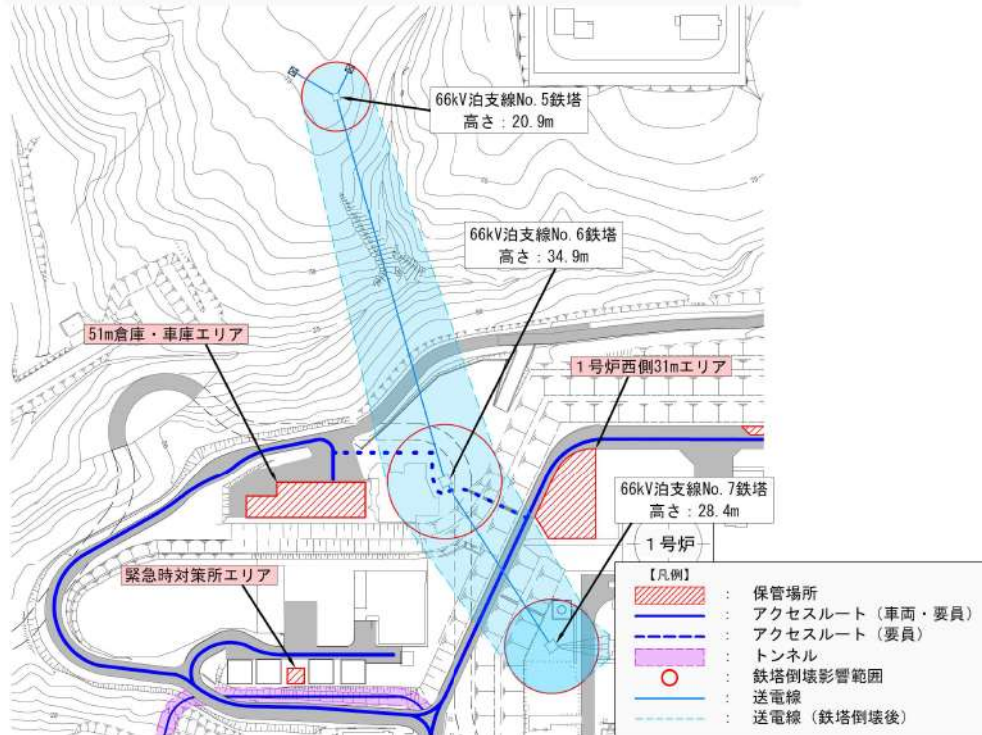 66kV泊支線No.5鉄塔
高さ：20.9m
66kV泊支線No.6鉄塔
高さ：34.9m
51m倉庫・車庫エリア
1号炉西側31mエリア
66kV泊支線No.7鉄塔
高さ：28.4m
1号炉
緊急時対策所エリア
【凡例】
： 保管場所
： アクセスルート（車両・要員）
： アクセスルート（要員）
： トンネル
： 鉄塔倒壊影響範囲
： 送電線
： 送電線（鉄塔倒壊後）